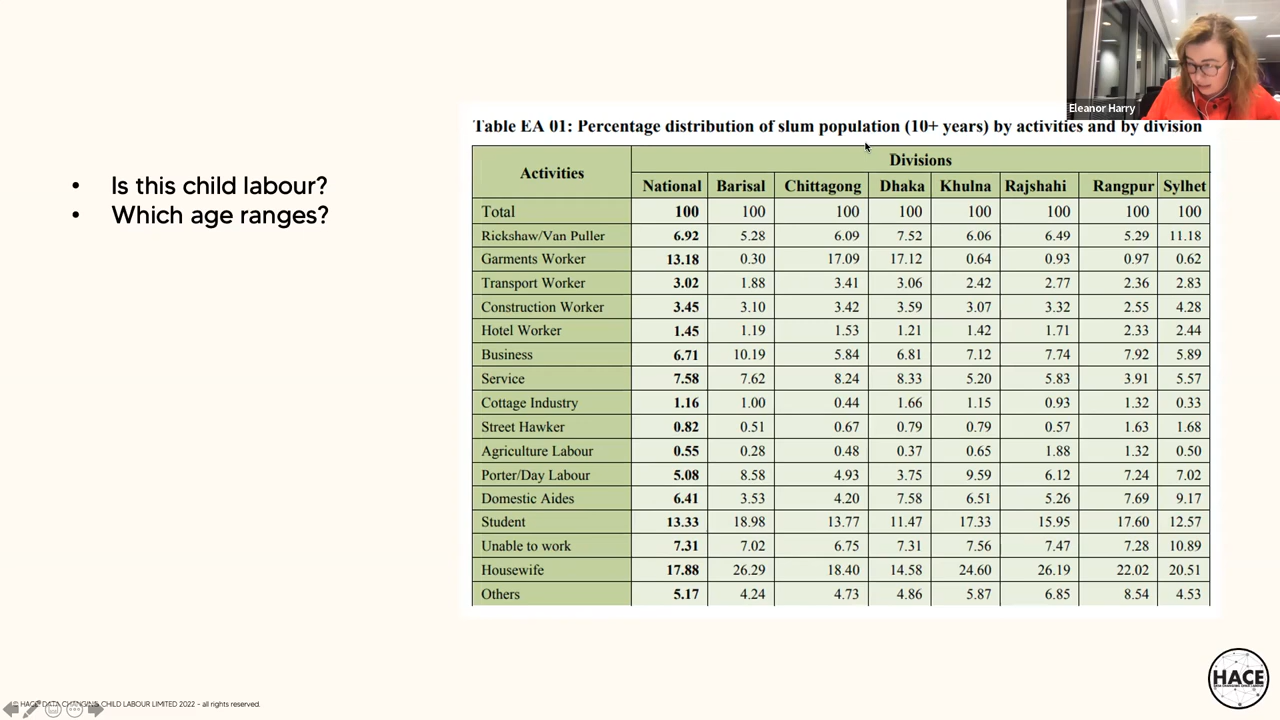 Eleanor Harry
• Is this child labour?
• Which age ranges?
Table EA 01: Percentage distribution of slum population (10+ years) by activities and by division
Activities Divisions
National Barisal Chittagong Dhaka Khulna Rajshahi Rangpur Sylhet
Total 100 100 100 100 100 100 100 100
Rickshaw/Van Puller 6.92 5.28 6.09 7.52 6.06 6.49 5.29 11.18
Garments Worker 13.18 0.30 17.09 17.12 0.64 0.93 0.97 0.62
Transport Worker 3.02 1.88 3.41 3.06 2.42 2.77 2.36 2.83
Construction Worker 3.45 3.10 3.42 3.59 3.07 3.32 2.55 4.28
Hotel Worker 1.45 1.19 1.53 1.21 1.42 1.71 2.33 2.44
Business 6.71 10.19 5.84 6.81 7.12 7.74 7.92 5.89
Service 7.58 7.62 8.24 8.33 5.20 5.83 3.91 5.57
Cottage Industry 1.16 1.00 0.44 1.66 1.15 0.93 1.32 0.33
Street Hawker 0.82 0.51 0.67 0.79 0.79 0.57 1.63 1.68
Agriculture Labour 0.55 0.28 0.48 0.37 0.65 1.88 1.32 0.50
Porter/Day Labour 5.08 8.58 4.93 3.75 9.59 6.12 7.24 7.02
Domestic Aides 6.41 3.53 4.20 7.58 6.51 5.26 7.69 9.17
Student 13.33 18.98 13.77 11.47 17.33 15.95 17.60 12.57
Unable to work 7.31 7.02 6.75 7.31 7.56 7.47 7.28 10.89
Housewife 17.88 26.29 18.40 14.58 24.60 26.19 22.02 20.51
Others 5.17 4.24 4.73 4.86 5.87 6.85 8.54 4.53
HACE
DATA CHANGING CHILD LABOUR
© HACE: DATA CHANGING CHILD LABOUR LIMITED 2022 - all rights reserved.